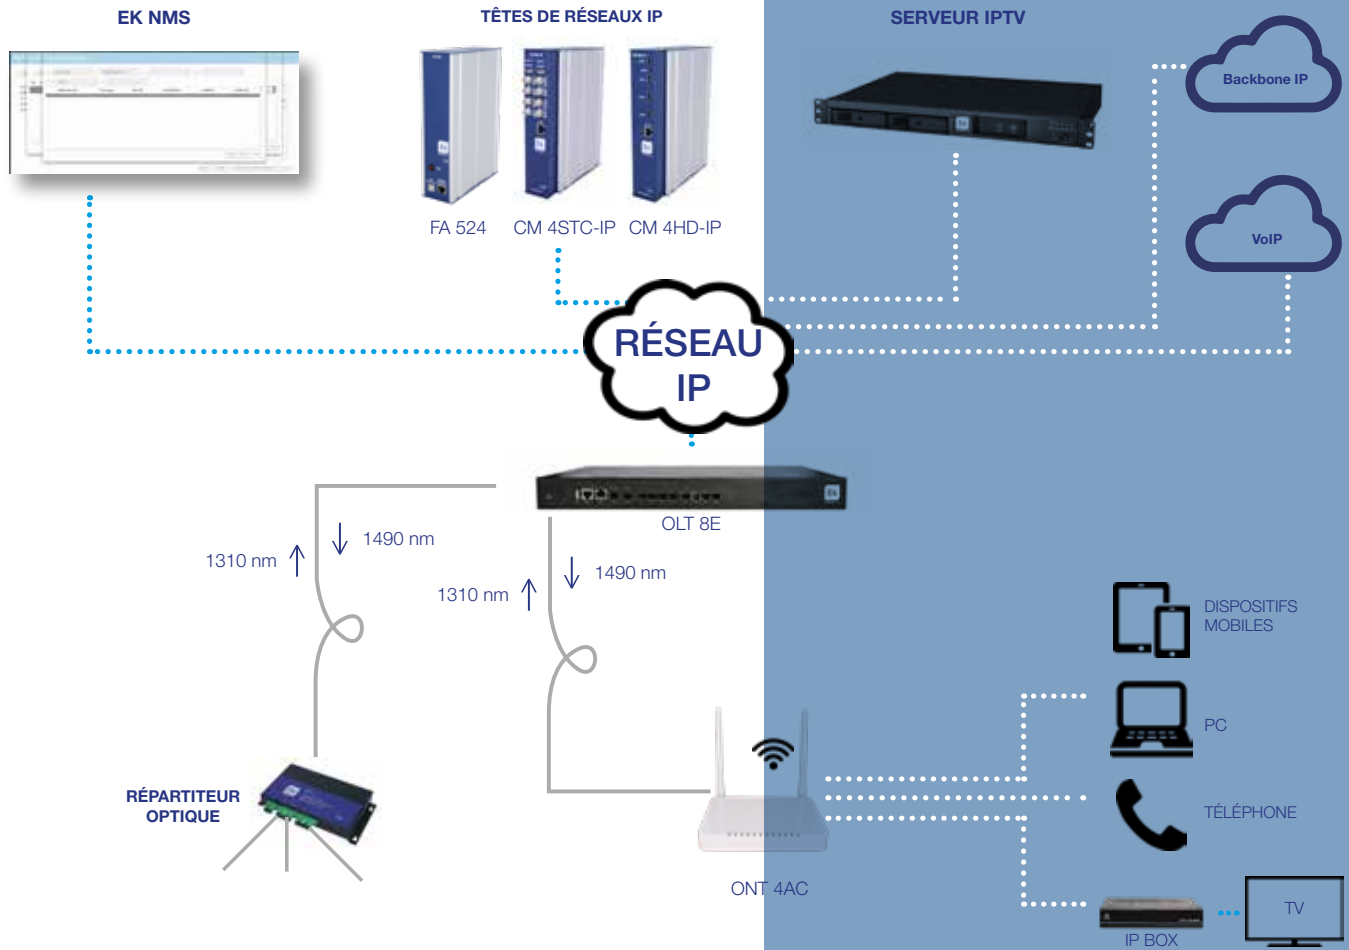 EK NMS
TÊTES DE RÉSEAUX IP
SERVEUR IPTV
Backbone IP
VoIP
FA 524
CM 4STC-IP
CM 4HD-IP
RÉSEAU
IP
OLT 8E
1310 nm
1490 nm
1310 nm
1490 nm
DISPOSITIFS
MOBILES
PC
RÉPARTITEUR
OPTIQUE
TÉLÉPHONE
ONT 4AC
TV
IP BOX